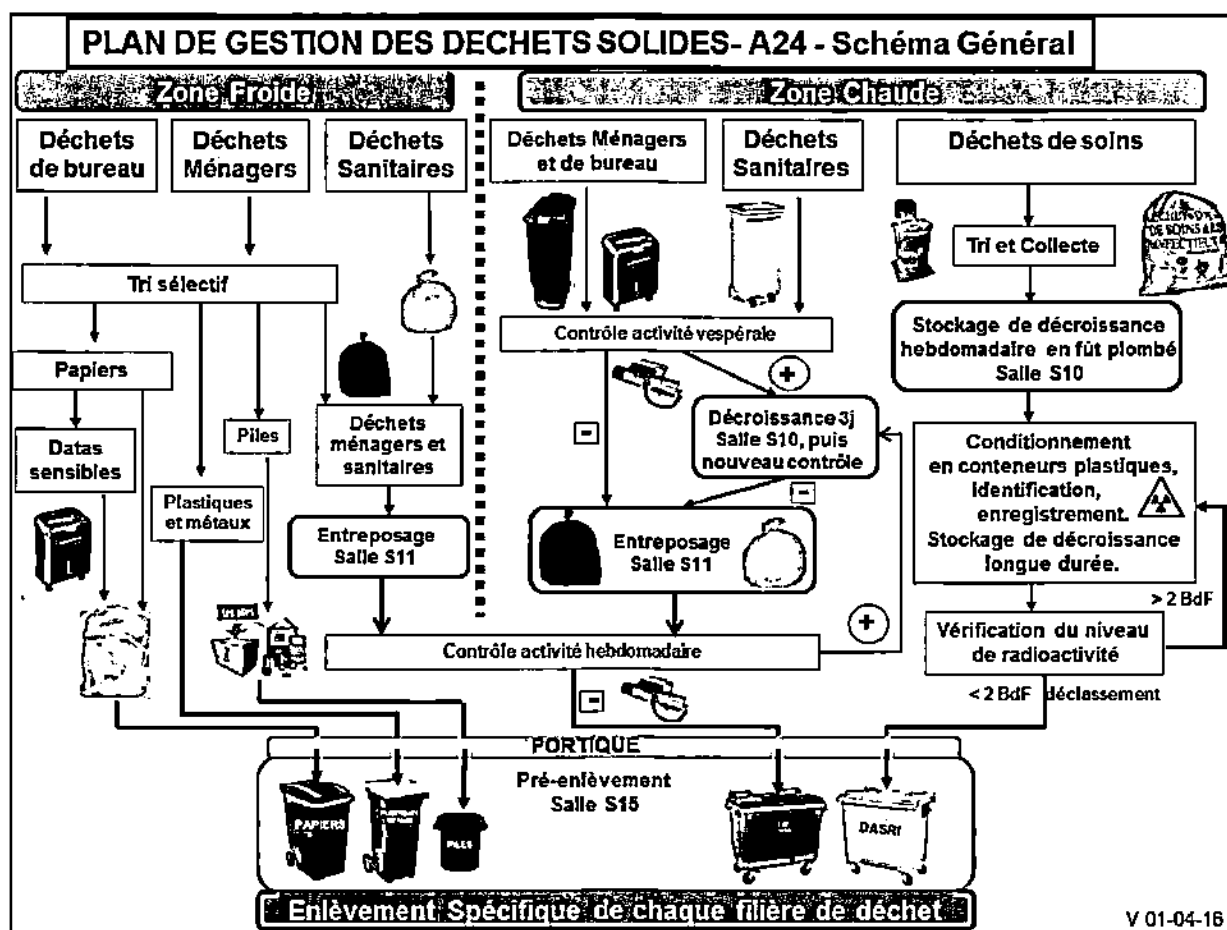 PLAN DE GESTION DES DECHETS SOLIDES- A24 - Schéma Général
Zone Froide
Zone Chaude
Déchets
de bureau
Déchets
Ménagers
Déchets
Sanitaires
Déchets Ménagers
et de bureau
Déchets
Sanitaires
Déchets de soins
Tri sélectif
Tri et Collecte
DE SOINS
Contrôle activité vespérale
Stockage de décroissance
hebdomadaire en fût plombé
Salle S10
Papiers
Datas
sensibles
Piles
Plastiques
et métaux
Déchets
ménagers et
sanitaires
+
-
Décroissance 3j
Salle S10, puis
nouveau contrôle
-
Conditionnement
en conteneurs plastiques,
identification,
enregistrement.
Stockage de décroissance
longue durée.
Entreposage
Salle S11
Entreposage
Salle S11
> 2 BdF
+
Contrôle activité hebdomadaire
Vérification du niveau
de radioactivité
-
< 2 BdF déclassement
PORTIQUE
Pré-enlèvement
Salle S15
PAPIERS
PILES
DASRI
Enlèvement Spécifique de chaque filière de déchet
V 01-04-16